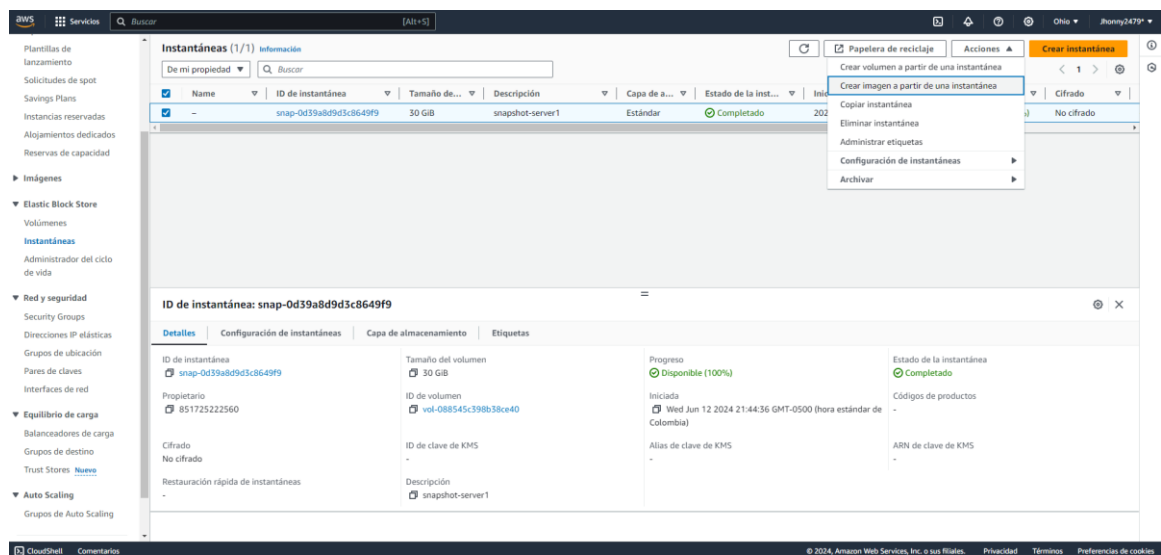 aws
Servicios
Buscar
[Alt+S]
Ohio
Jhonny2479*
Plantillas de
lanzamiento
Solicitudes de spot
Savings Plans
Instancias reservadas
Alojamientos dedicados
Reservas de capacidad
Imágenes
Elastic Block Store
Volúmenes
Instantáneas
Administrador del ciclo
de vida
Red y seguridad
Security Groups
Direcciones IP elásticas
Grupos de ubicación
Pares de claves
Interfaces de red
Equilibrio de carga
Balanceadores de carga
Grupos de destino
Trust Stores Nuevo
Auto Scaling
Grupos de Auto Scaling
Instantáneas (1/1) Información
Papelera de reciclaje
Acciones
Crear instantánea
De mi propiedad
Buscar
1
Name
ID de instantánea
Tamaño de...
Descripción
Capa de a...
Estado de la inst...
Cifrado
–
snap-0d39a8d9d3c8649f9
30 GiB
snapshot-server1
Estándar
Completado
202
No cifrado
Crear volumen a partir de una instantánea
Crear imagen a partir de una instantánea
Copiar instantánea
Eliminar instantánea
Administrar etiquetas
Configuración de instantáneas
Archivar
ID de instantánea: snap-0d39a8d9d3c8649f9
Detalles
Configuración de instantáneas
Capa de almacenamiento
Etiquetas
ID de instantánea
snap-0d39a8d9d3c8649f9
Tamaño del volumen
30 GiB
Progreso
Disponible (100%)
Estado de la instantánea
Completado
Propietario
851725222560
ID de volumen
vol-088545c398b38ce40
Iniciada
Wed Jun 12 2024 21:44:36 GMT-0500 (hora estándar de
Colombia)
Códigos de productos
-
Cifrado
No cifrado
ID de clave de KMS
-
Alias de clave de KMS
-
ARN de clave de KMS
-
Restauración rápida de instantáneas
-
Descripción
snapshot-server1
CloudShell
Comentarios
© 2024, Amazon Web Services, Inc. o sus filiales.
Privacidad
Términos
Preferencias de cookies